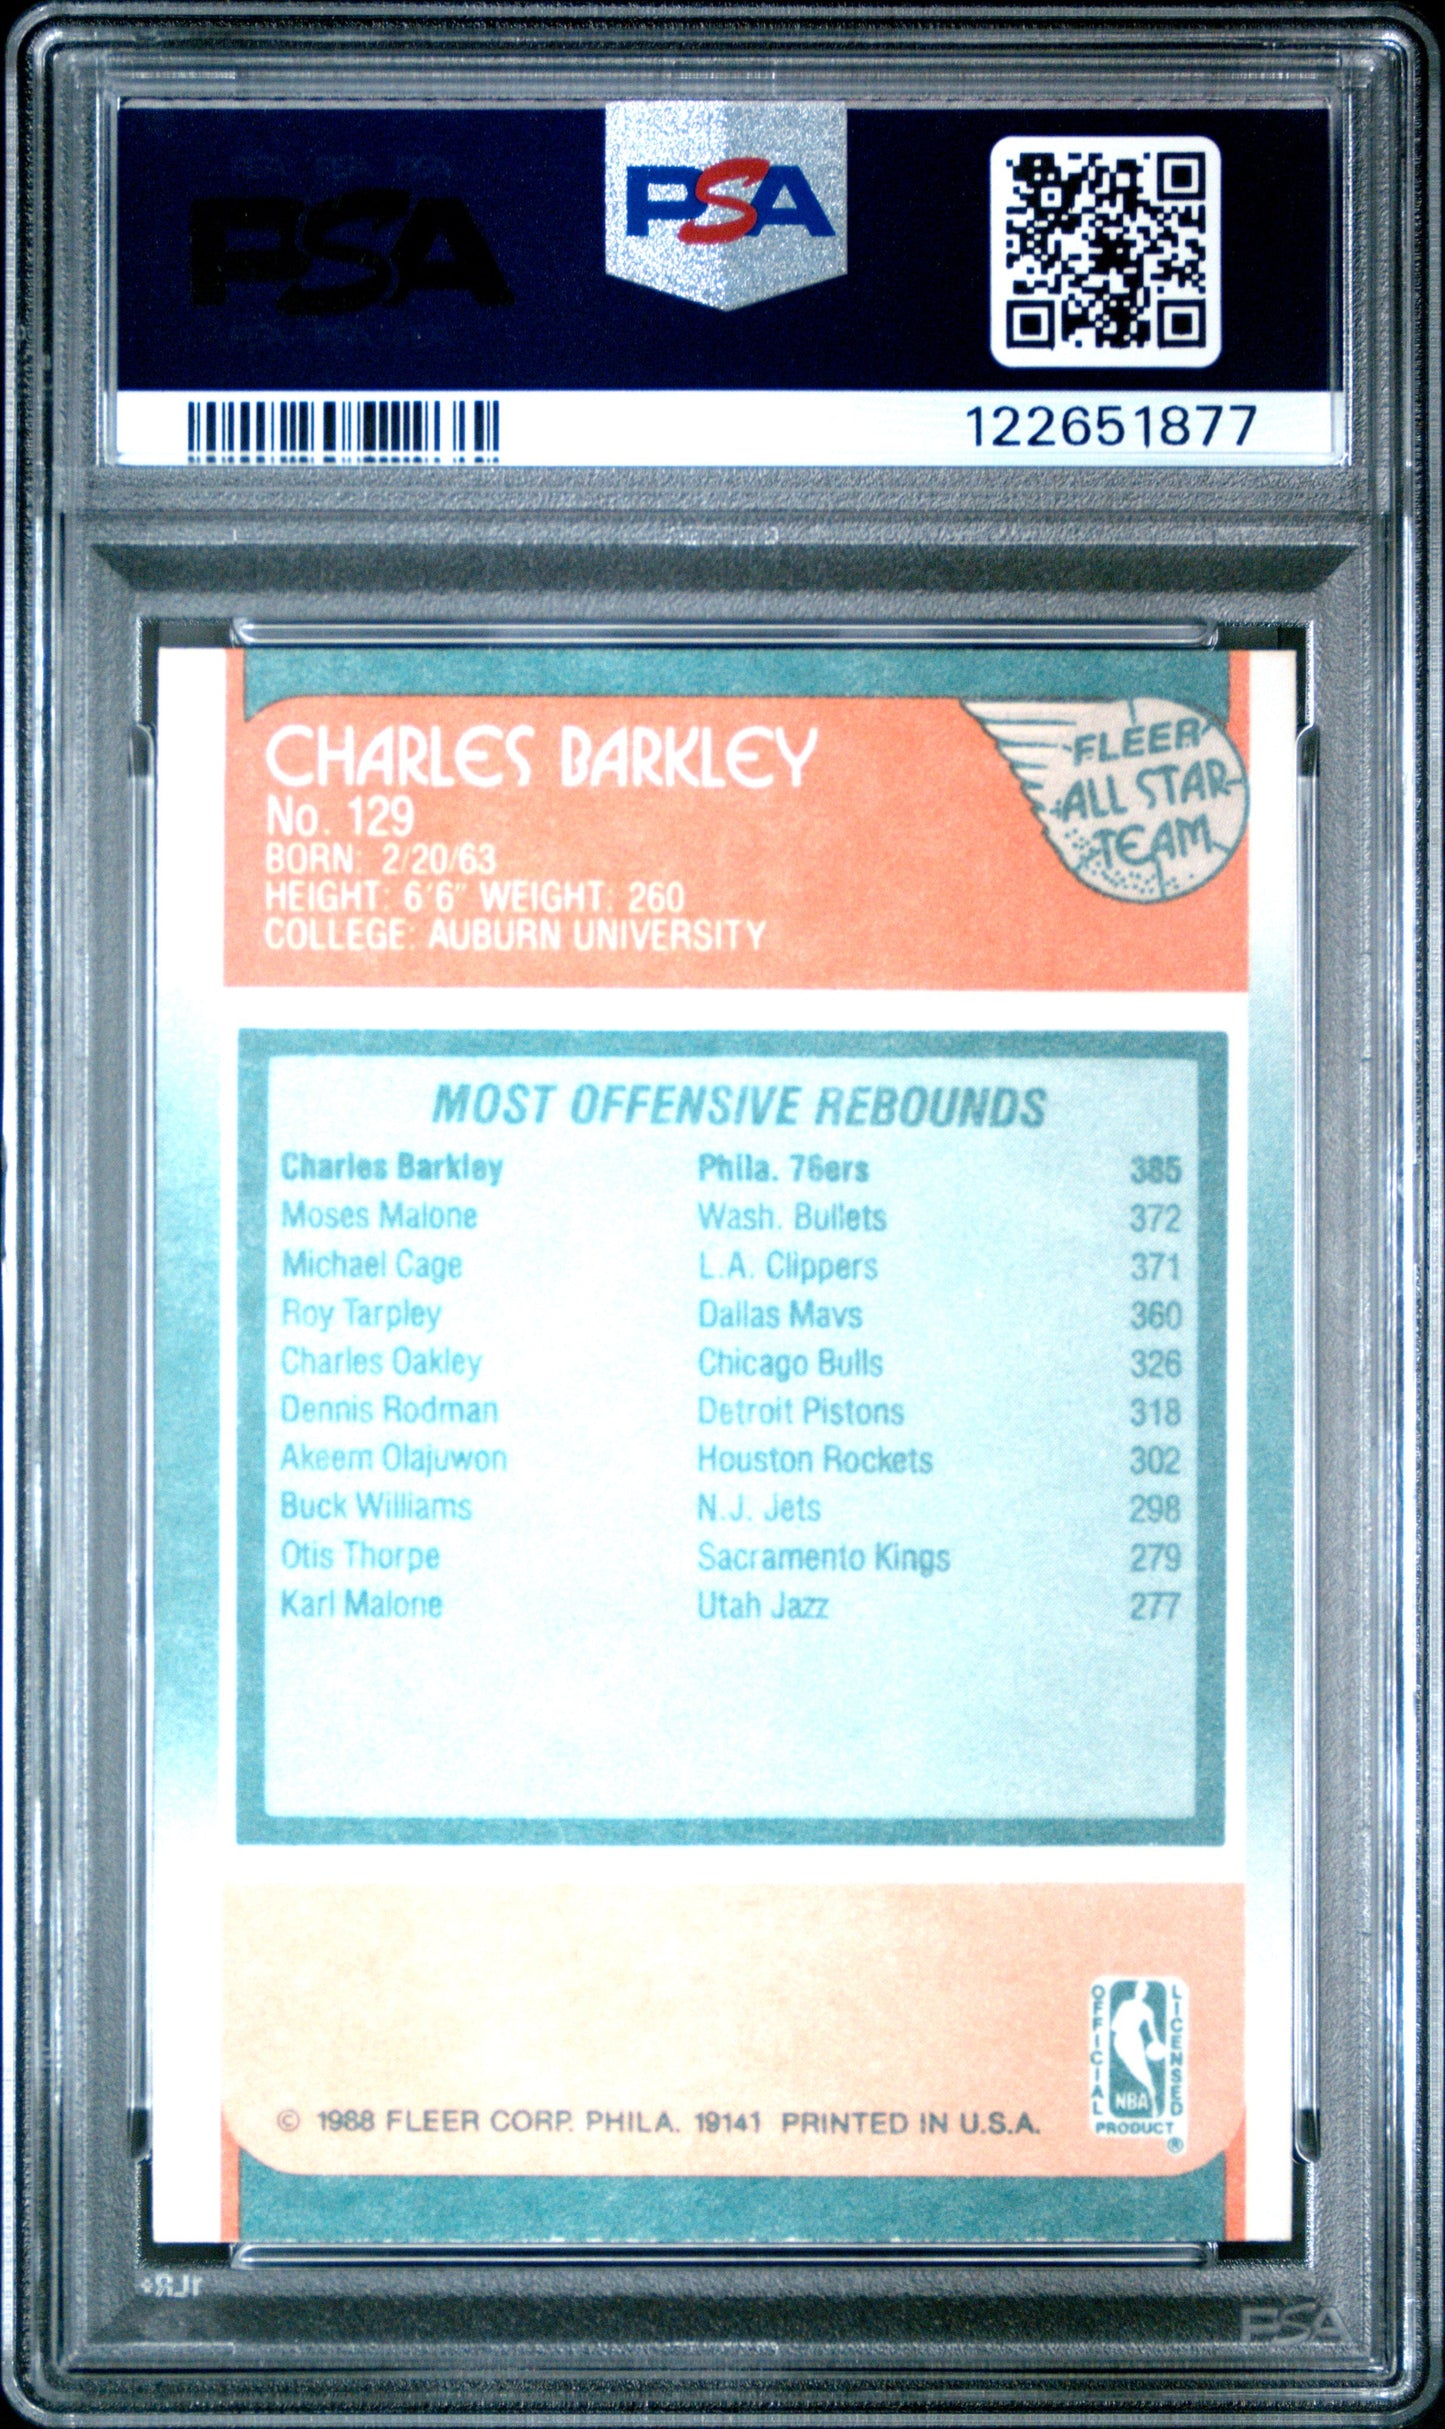 PSA
PSA
122651877
CHARLES BARKLEY
No. 129
BORN: 2/20/63
HEIGHT: 6'6" WEIGHT: 260
COLLEGE: AUBURN UNIVERSITY
FLEER
ALL STAR
TEAM
MOST OFFENSIVE REBOUNDS
Charles Barkley Phila. 76ers 385
Moses Malone Wash. Bullets 372
Michael Cage L.A. Clippers 371
Roy Tarpley Dallas Mavs 360
Charles Oakley Chicago Bulls 326
Dennis Rodman Detroit Pistons 318
Akeem Olajuwon Houston Rockets 302
Buck Williams N.J. Jets 298
Otis Thorpe Sacramento Kings 279
Karl Malone Utah Jazz 277
OFFICIAL
LICENSED
NBA
PRODUCT
®
© 1988 FLEER CORP. PHILA. 19141 PRINTED IN U.S.A.
PSA